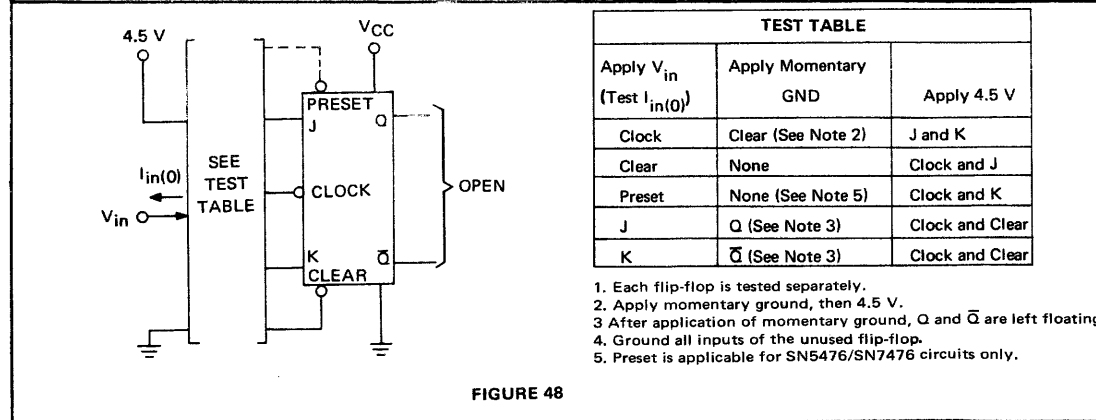 4.5 V
VCC
PRESET
J
Q
SEE
TEST
TABLE
Iin(0)
Vin
CLOCK
OPEN
K
Q̅
CLEAR
TEST TABLE
Apply Vin
(Test Iin(0))
Apply Momentary
GND
Apply 4.5 V
Clock
Clear (See Note 2)
J and K
Clear
None
Clock and J
Preset
None (See Note 5)
Clock and K
J
Q (See Note 3)
Clock and Clear
K
Q̅ (See Note 3)
Clock and Clear
1. Each flip-flop is tested separately.
2. Apply momentary ground, then 4.5 V.
3 After application of momentary ground, Q and Q̅ are left floating
4. Ground all inputs of the unused flip-flop.
5. Preset is applicable for SN5476/SN7476 circuits only.
FIGURE 48